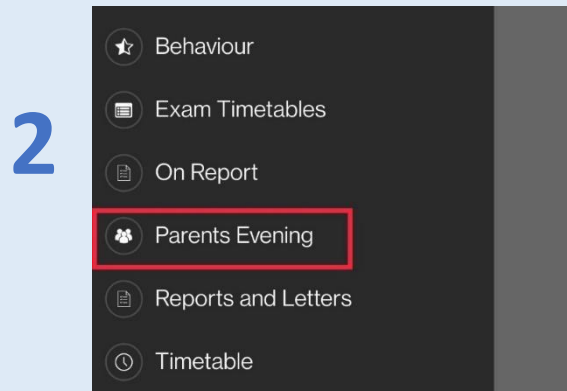 2
Behaviour
Exam Timetables
On Report
Parents Evening
Reports and Letters
Timetable